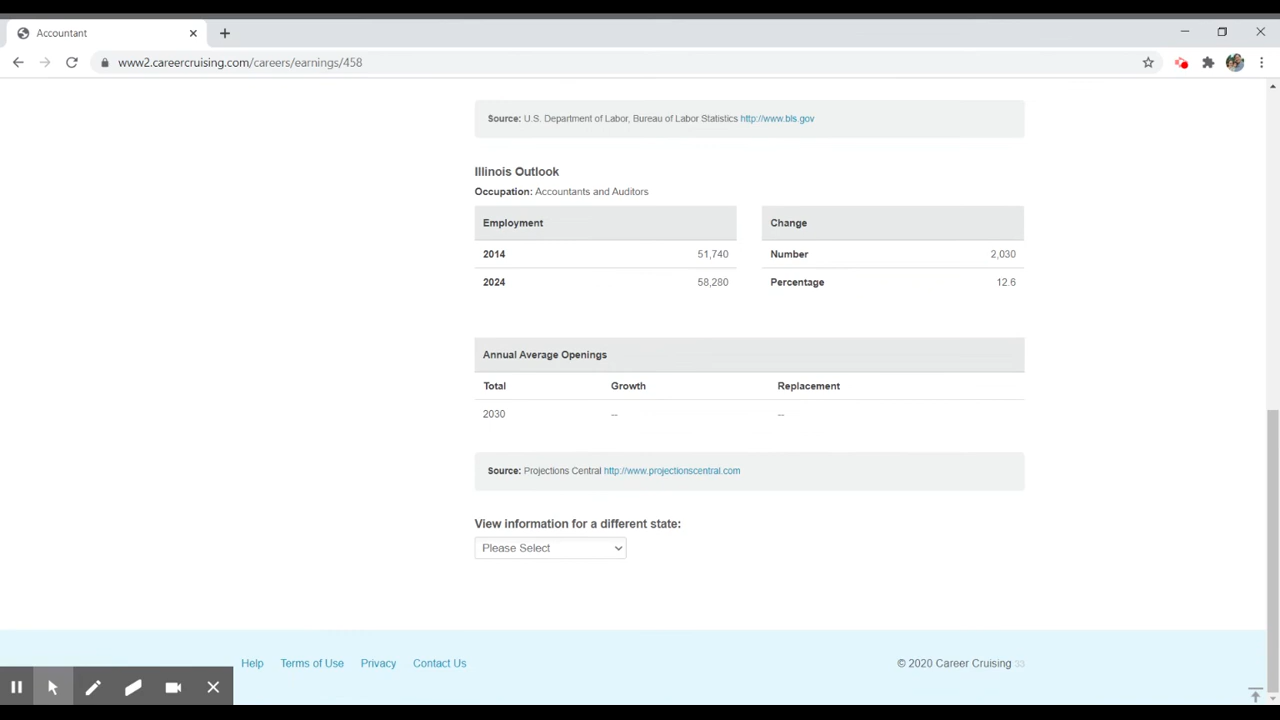 Accountant
www2.careercruising.com/careers/earnings/458
Source: U.S. Department of Labor, Bureau of Labor Statistics http://www.bls.gov
Illinois Outlook
Occupation: Accountants and Auditors
Employment
2014 51,740
2024 58,280
Change
Number 2,030
Percentage 12.6
Annual Average Openings
Total Growth Replacement
2030 -- --
Source: Projections Central http://www.projectionscentral.com
View information for a different state:
Please Select
Help Terms of Use Privacy Contact Us
© 2020 Career Cruising 33